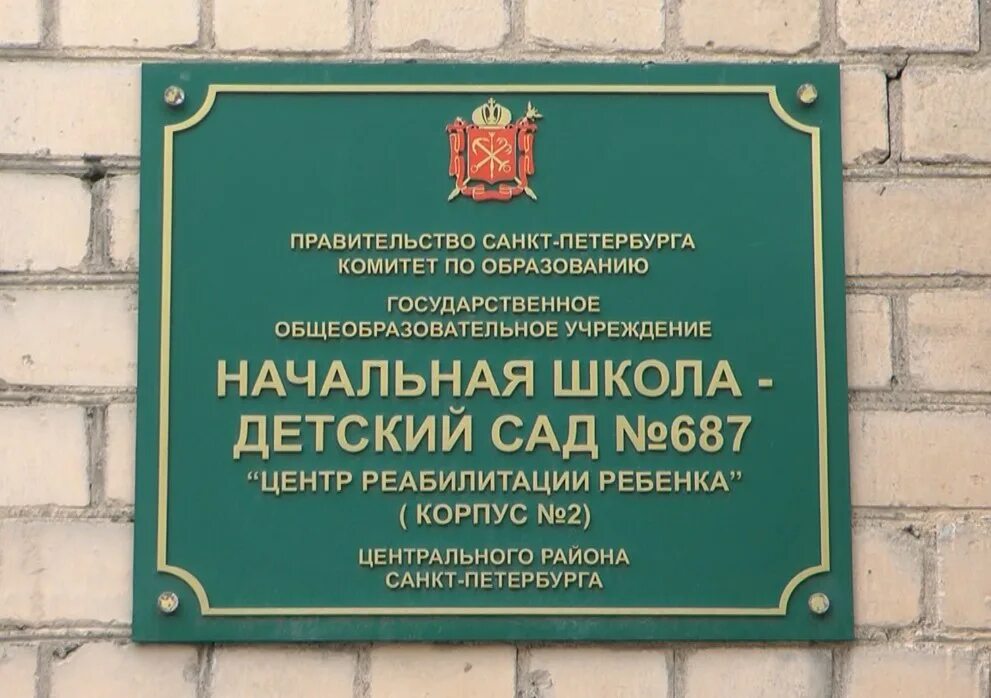 ПРАВИТЕЛЬСТВО САНКТ-ПЕТЕРБУРГА
КОМИТЕТ ПО ОБРАЗОВАНИЮ
ГОСУДАРСТВЕННОЕ
ОБЩЕОБРАЗОВАТЕЛЬНОЕ УЧРЕЖДЕНИЕ
НАЧАЛЬНАЯ ШКОЛА -
ДЕТСКИЙ САД №687
“ЦЕНТР РЕАБИЛИТАЦИИ РЕБЕНКА”
( КОРПУС №2)
ЦЕНТРАЛЬНОГО РАЙОНА
САНКТ-ПЕТЕРБУРГА